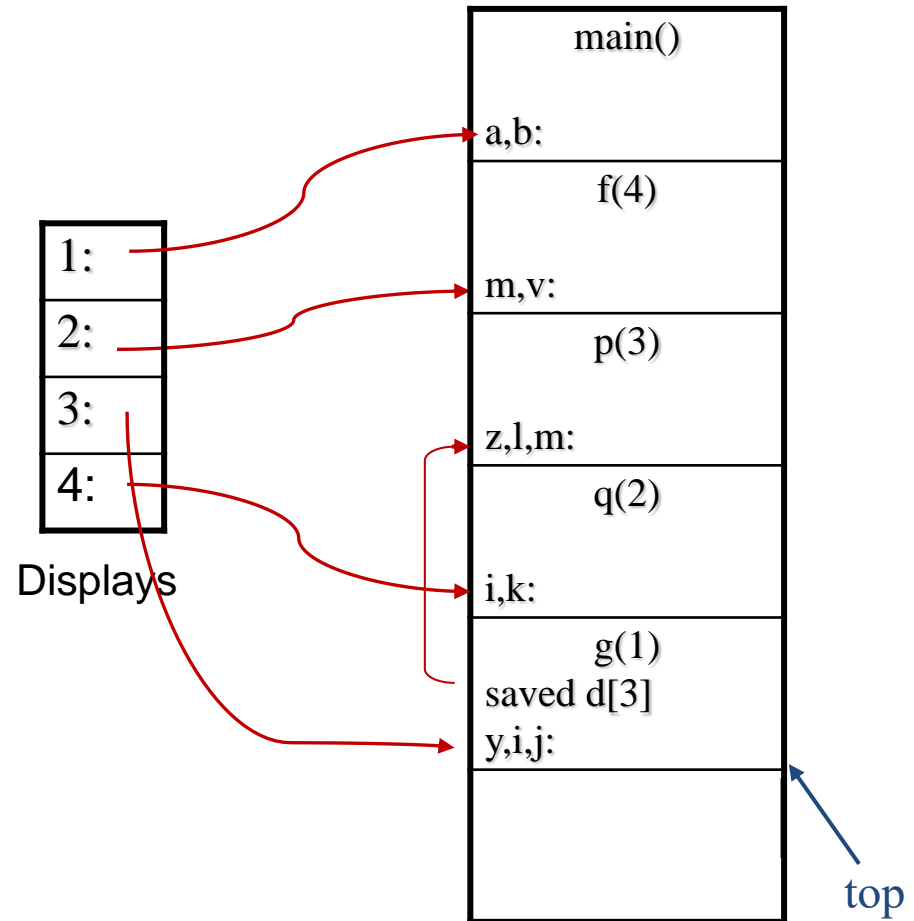 1:
2:
3:
4:
Displays
main()
a,b:
f(4)
m,v:
p(3)
z,l,m:
q(2)
i,k:
g(1)
saved d[3]
y,i,j:
top